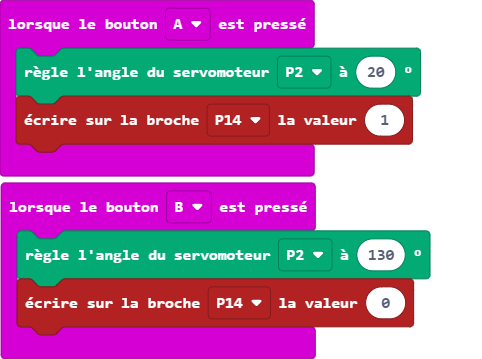 lorsque le bouton A est pressé
règle l'angle du servomoteur P2 à 20 °
écrire sur la broche P14 la valeur 1
lorsque le bouton B est pressé
règle l'angle du servomoteur P2 à 130 °
écrire sur la broche P14 la valeur 0